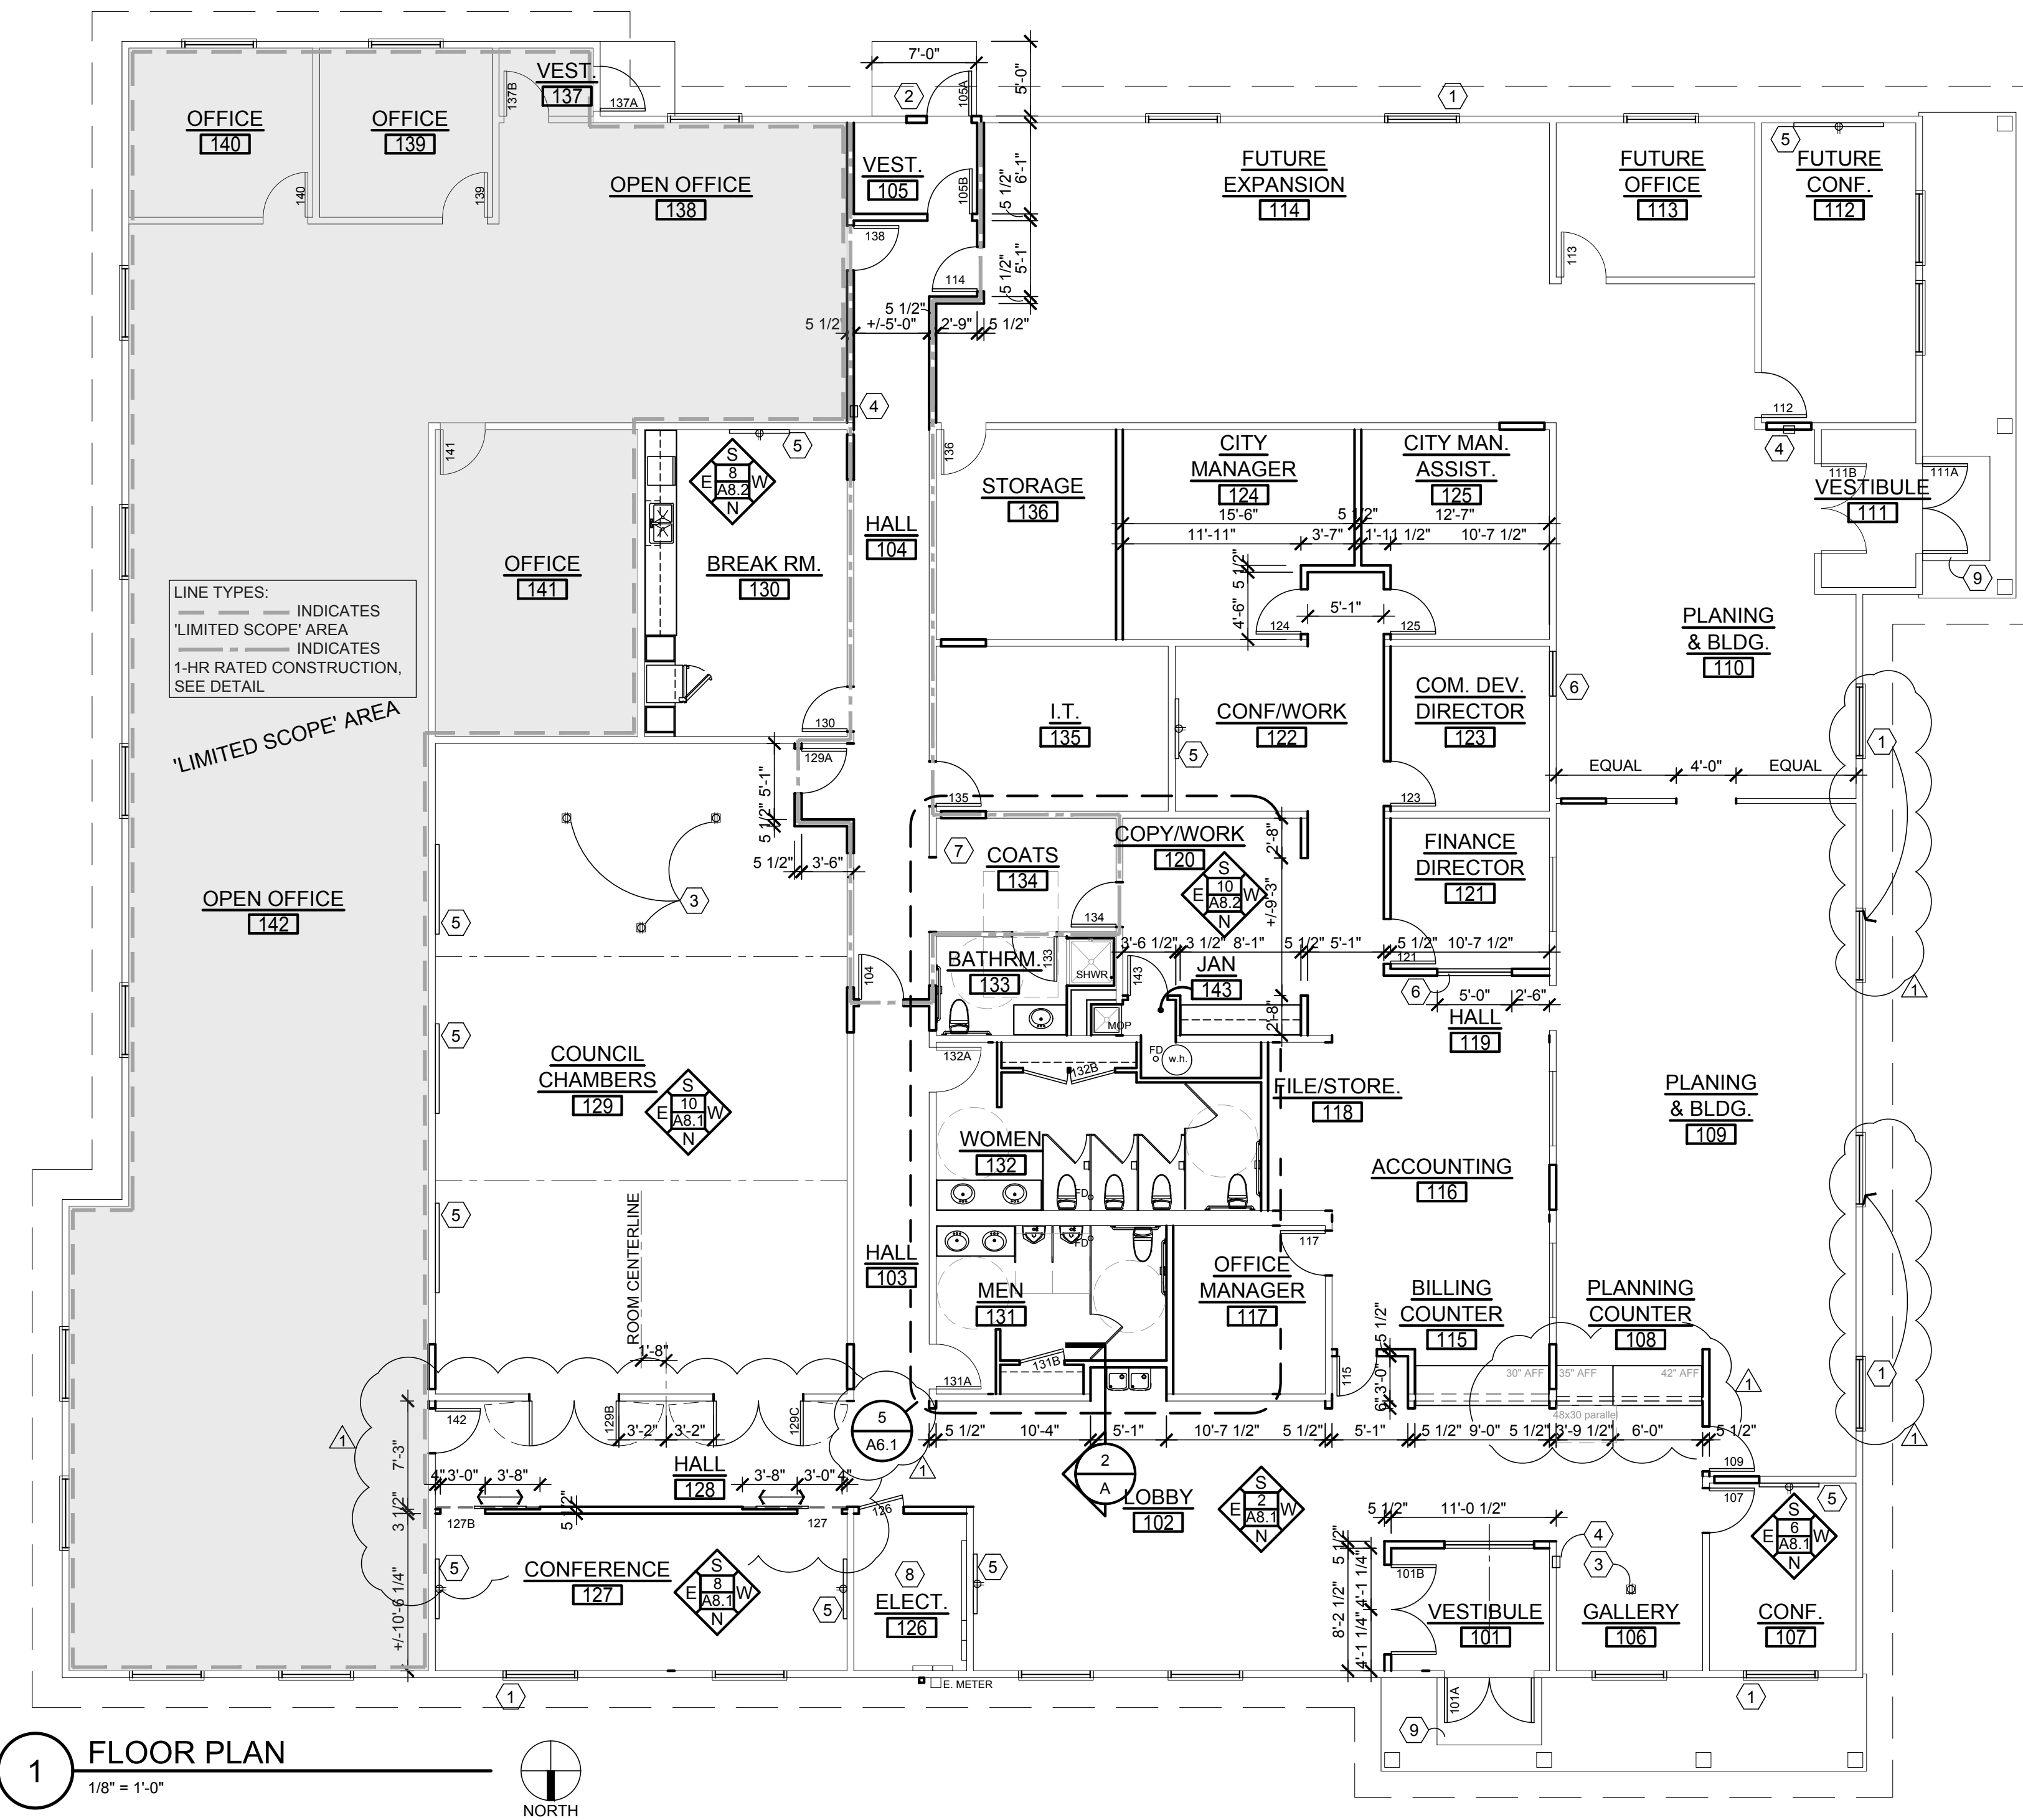 7'-0"
5'-0"
VEST.
137
137B
137A
2
105A
1
OFFICE
140
OFFICE
139
140
139
OPEN OFFICE
138
VEST.
105
105B
6'-1"
5 1/2"
5'-1"
5 1/2"
FUTURE
EXPANSION
114
FUTURE
OFFICE
113
113
5
FUTURE
CONF.
112
138
114
5 1/2"
5 1/2"
+/-5'-0"
2'-9"
5 1/2"
4
112
4
141
5
S
8
E
W
A8.2
N
136
STORAGE
136
CITY
MANAGER
124
CITY MAN.
ASSIST.
125
15'-6"
5 1/2"
12'-7"
11'-11"
3'-7"
1'-11 1/2"
10'-7 1/2"
111B
111A
VESTIBULE
111
9
HALL
104
OFFICE
141
BREAK RM.
130
5 1/2"
4'-6"
5'-1"
124
125
LINE TYPES:
INDICATES
'LIMITED SCOPE' AREA
INDICATES
1-HR RATED CONSTRUCTION,
SEE DETAIL
'LIMITED SCOPE' AREA
PLANING
& BLDG.
110
6
I.T.
135
CONF/WORK
122
5
COM. DEV.
DIRECTOR
123
130
129A
5'-1"
5 1/2"
1
EQUAL
4'-0"
EQUAL
135
123
5 1/2"
3'-6"
7
COATS
134
COPY/WORK
120
S
10
E
W
A8.2
N
2'-8"
+/-9'-3"
FINANCE
DIRECTOR
121
134
OPEN OFFICE
142
3
5
104
BATHRM.
133
133
SHWR.
3'-6 1/2"
3 1/2"
8'-1"
5 1/2"
5'-1"
5 1/2"
10'-7 1/2"
121
JAN
143
143
6
5'-0"
2'-6"
HALL
119
1
MOP
2'-8"
5
COUNCIL
CHAMBERS
129
S
10
E
W
A8.1
N
132A
132B
FD
w.h.
FILE/STORE.
118
PLANING
& BLDG.
109
WOMEN
132
FD
ACCOUNTING
116
5
ROOM CENTERLINE
HALL
103
FD
117
OFFICE
MANAGER
117
MEN
131
BILLING
COUNTER
115
PLANNING
COUNTER
108
1'-8"
5 1/2"
131B
131A
3'-0"
6"
115
30" AFF
35" AFF
42" AFF
1
1
48x30 parallel
142
129B
3'-2"
3'-2"
129C
5
A6.1
5 1/2"
10'-4"
5'-1"
10'-7 1/2"
5 1/2"
5'-1"
5 1/2"
9'-0"
5 1/2"
3'-9 1/2"
6'-0"
5 1/2"
1
1
1
7'-3"
4"
3'-0"
3'-8"
HALL
128
3'-8"
3'-0"
4"
2
A
LOBBY
102
S
2
E
W
A8.1
N
109
107
5
3 1/2"
127B
5 1/2"
127
126
5 1/2"
11'-0 1/2"
4
3
S
6
E
W
A8.1
N
5
CONFERENCE
127
S
8
E
W
A8.1
N
5
8
ELECT.
126
5
5 1/2"
8'-2 1/2"
4'-1 1/4"
4'-1 1/4"
101B
VESTIBULE
101
GALLERY
106
CONF.
107
+/-10'-6 1/4"
1
E. METER
101A
9
1
1
FLOOR PLAN
1/8" = 1'-0"
NORTH